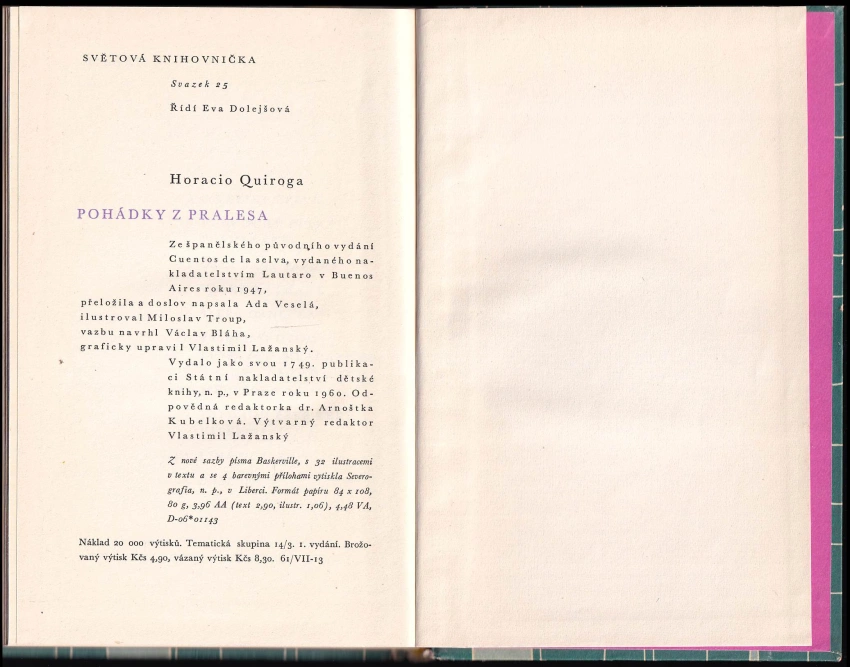 SVĚTOVÁ KNIHOVNIČKA
Svazek 25
Řídí Eva Dolejšová
Horacio Quiroga
POHÁDKY Z PRALESA
Ze španělského původního vydání
Cuentos de la selva, vydaného na-
kladatelstvím Lautaro v Buenos
Aires roku 1947,
přeložila a doslov napsala Ada Veselá,
ilustroval Miloslav Troup,
vazbu navrhl Václav Bláha,
graficky upravil Vlastimil Lažanský.
Vydalo jako svou 1749. publika-
ci Státní nakladatelství dětské
knihy, n. p., v Praze roku 1960. Od-
povědná redaktorka dr. Arnoštka
Kubelková. Výtvarný redaktor
Vlastimil Lažanský
Z nové sazby písma Baskerville, s 32 ilustracemi
v textu a se 4 barevnými přílohami vytiskla Severo-
grafia, n. p., v Liberci. Formát papíru 84 x 108,
80 g, 3,96 AA (text 2,90, ilustr. 1,06), 4,48 VA,
D-06*01143
Náklad 20 000 výtisků. Tematická skupina 14/3. 1. vydání. Brožo-
vaný výtisk Kčs 4,90, vázaný výtisk Kčs 8,30. 61/VII-13